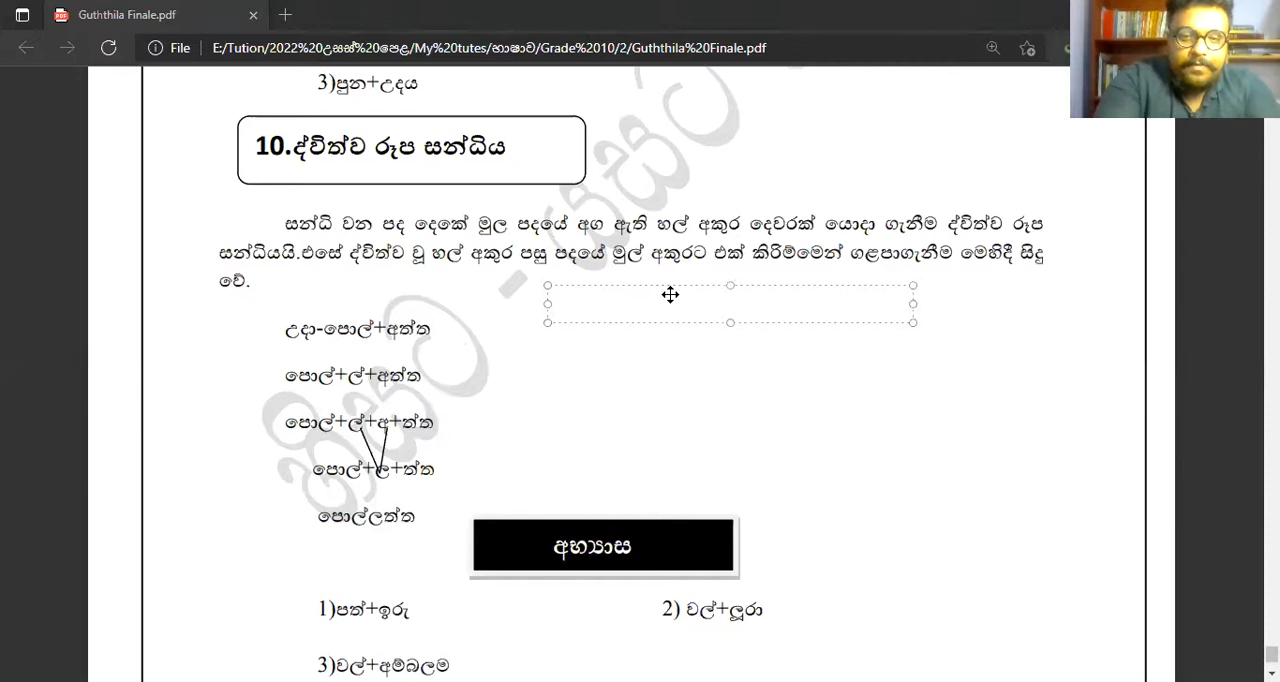 Guththila Finale.pdf
File E:/Tution/2022%20උසස්%20පෙළ/My%20tutes/භාෂාව/Grade%2010/2/Guththila%20Finale.pdf
3)පුන+උදය
10.ද්විත්ව රූප සන්ධිය
සන්ධි වන පද දෙකේ මුල පදයේ අග ඇති හල් අකුර දෙවරක් යොදා ගැනීම ද්විත්ව රූප
සන්ධියයි.එසේ ද්විත්ව වූ හල් අකුර පසු පදයේ මුල් අකුරට එක් කිරිම්මෙන් ගළපාගැනීම මෙහිදී සිදු
වේ.
උදා-පොල්+අත්ත
පොල්+ල්+අත්ත
පොල්+ල්+අ+ත්ත
පොල්+ල+ත්ත
පොල්ලත්ත
අභ්‍යාස
1)පත්+ඉරු 2) වල්+ලූරා
3)වල්+අම්බලම